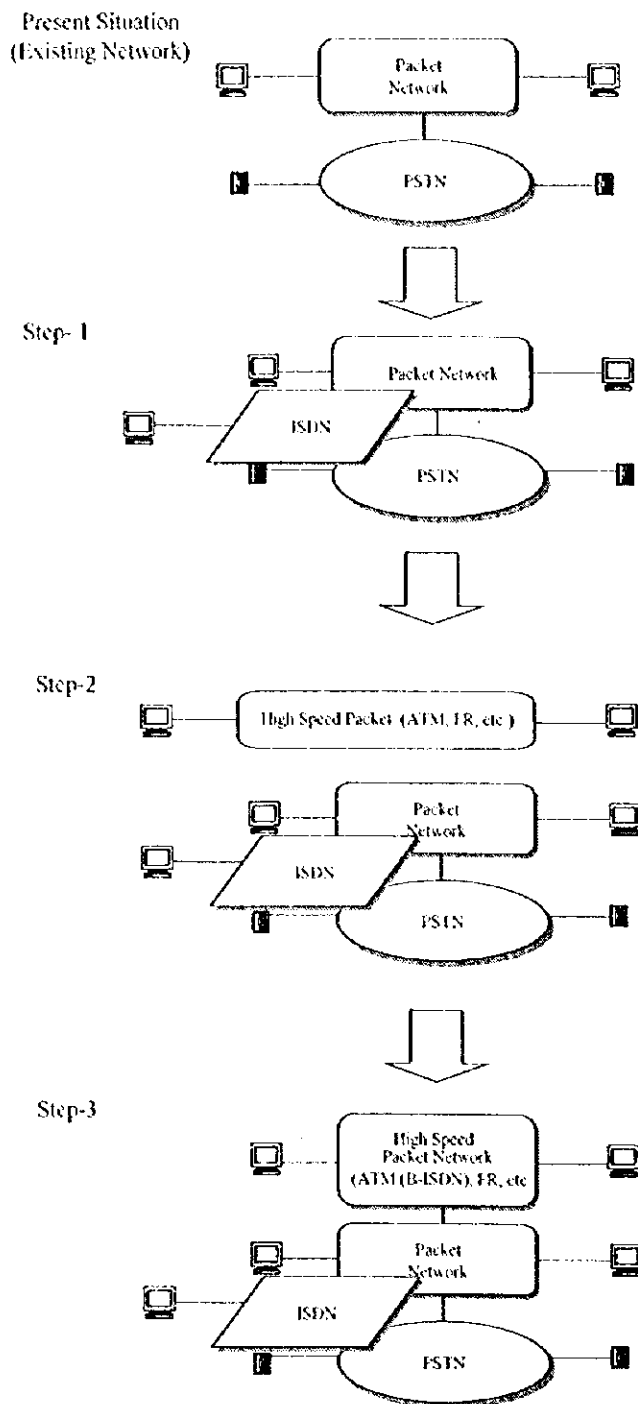 Present Situation
(Existing Network)
Packet
Network
PSTN
Step- 1
Packet Network
ISDN
PSTN
Step-2
High Speed Packet (ATM, FR, etc )
Packet
Network
ISDN
PSTN
Step-3
High Speed
Packet Network
(ATM (B-ISDN), FR, etc
Packet
Network
ISDN
PSTN